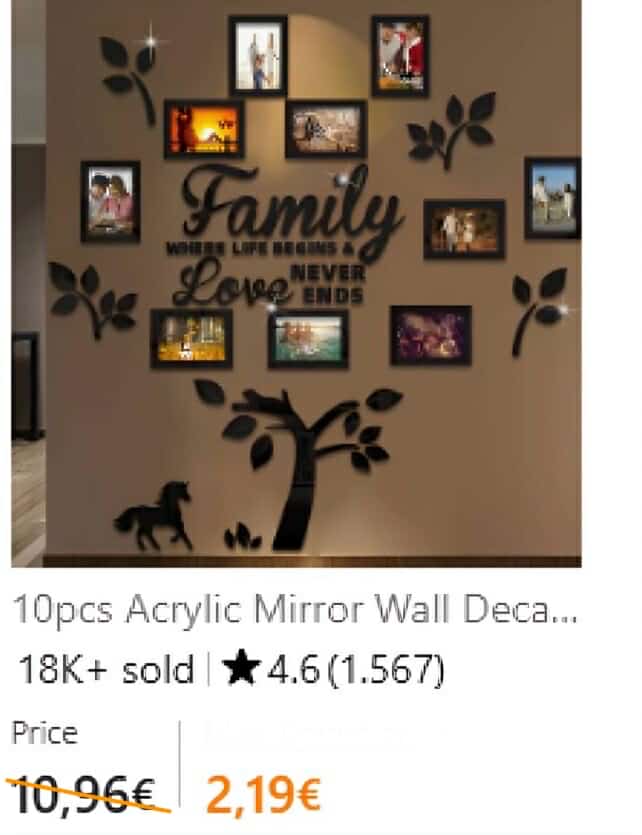 Family
WHERE LIFE BEGINS &
Love NEVER
ENDS
10pcs Acrylic Mirror Wall Deca...
18K+ sold | ★ 4.6 (1.567)
Price
10,96€ 2,19€